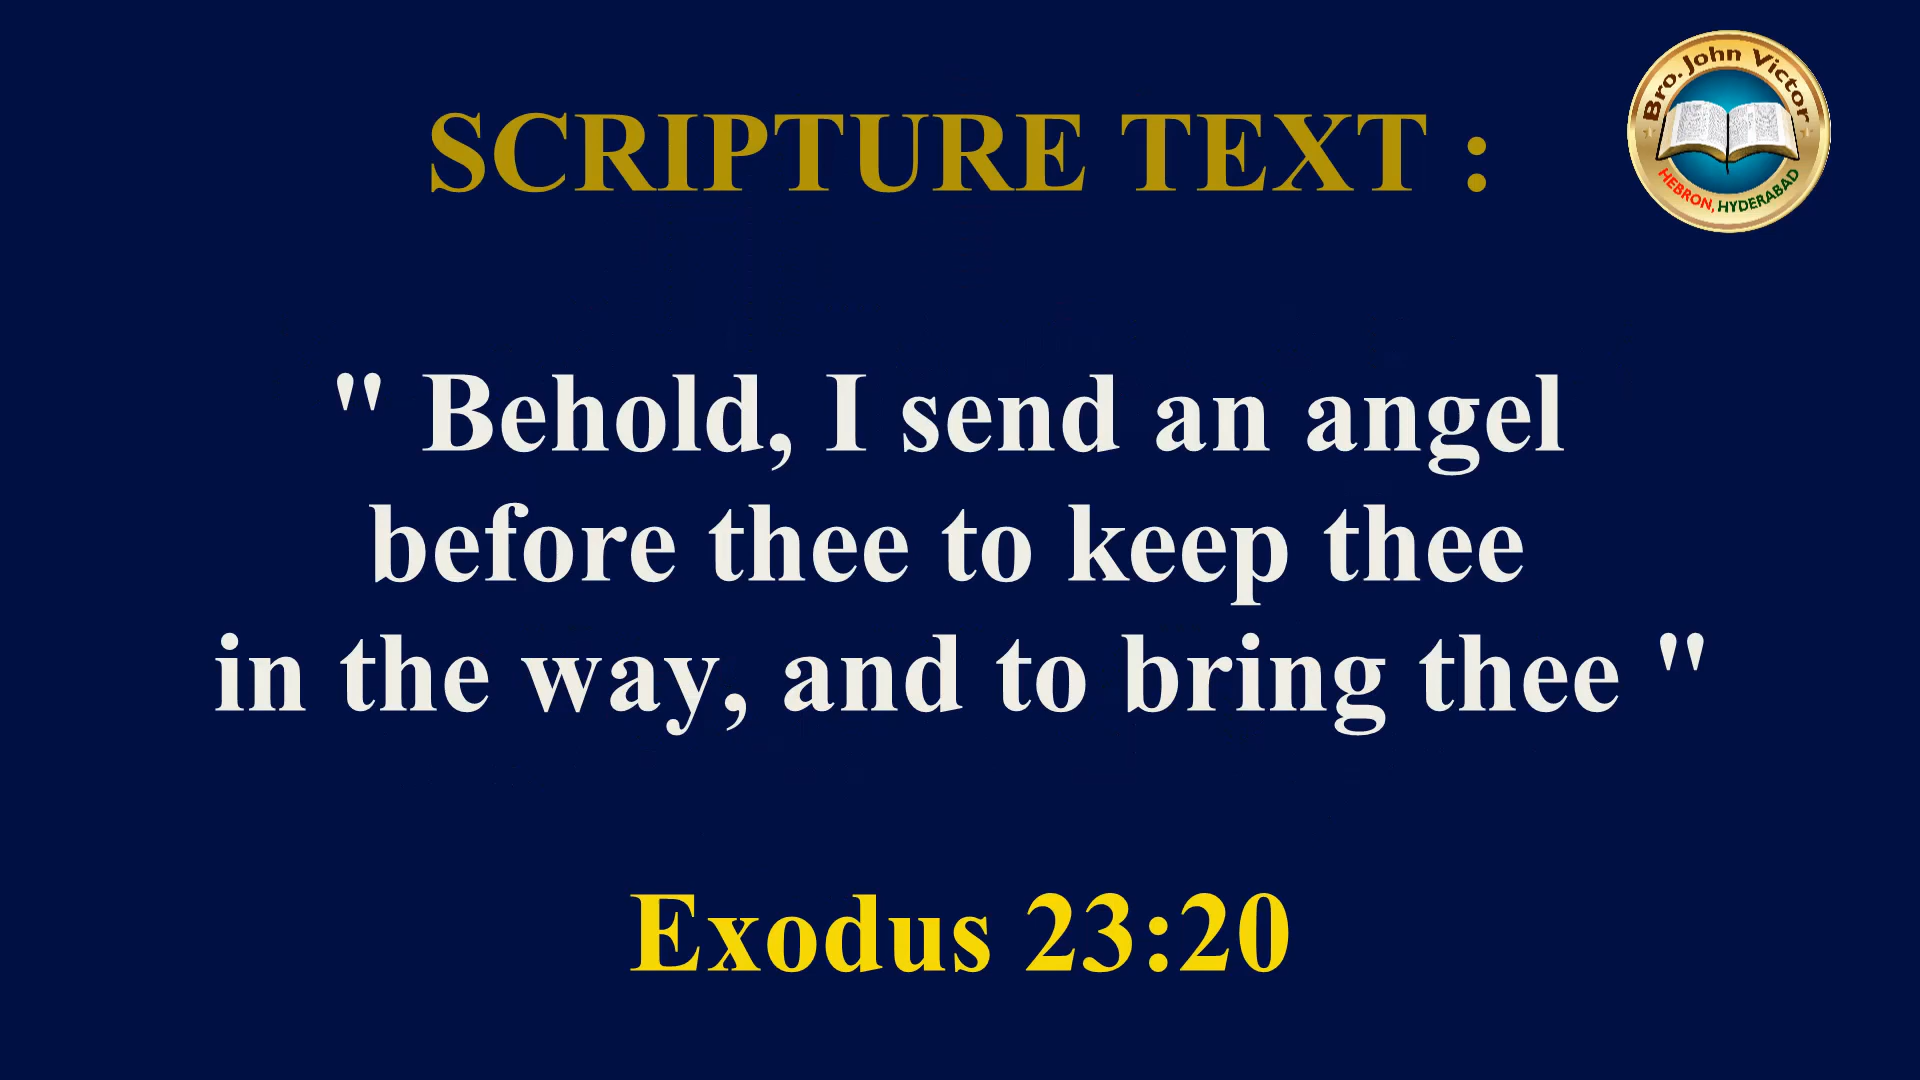 SCRIPTURE TEXT :
Bro. John Victor
HEBRON, HYDERABAD
" Behold, I send an angel
before thee to keep thee
in the way, and to bring thee "
Exodus 23:20